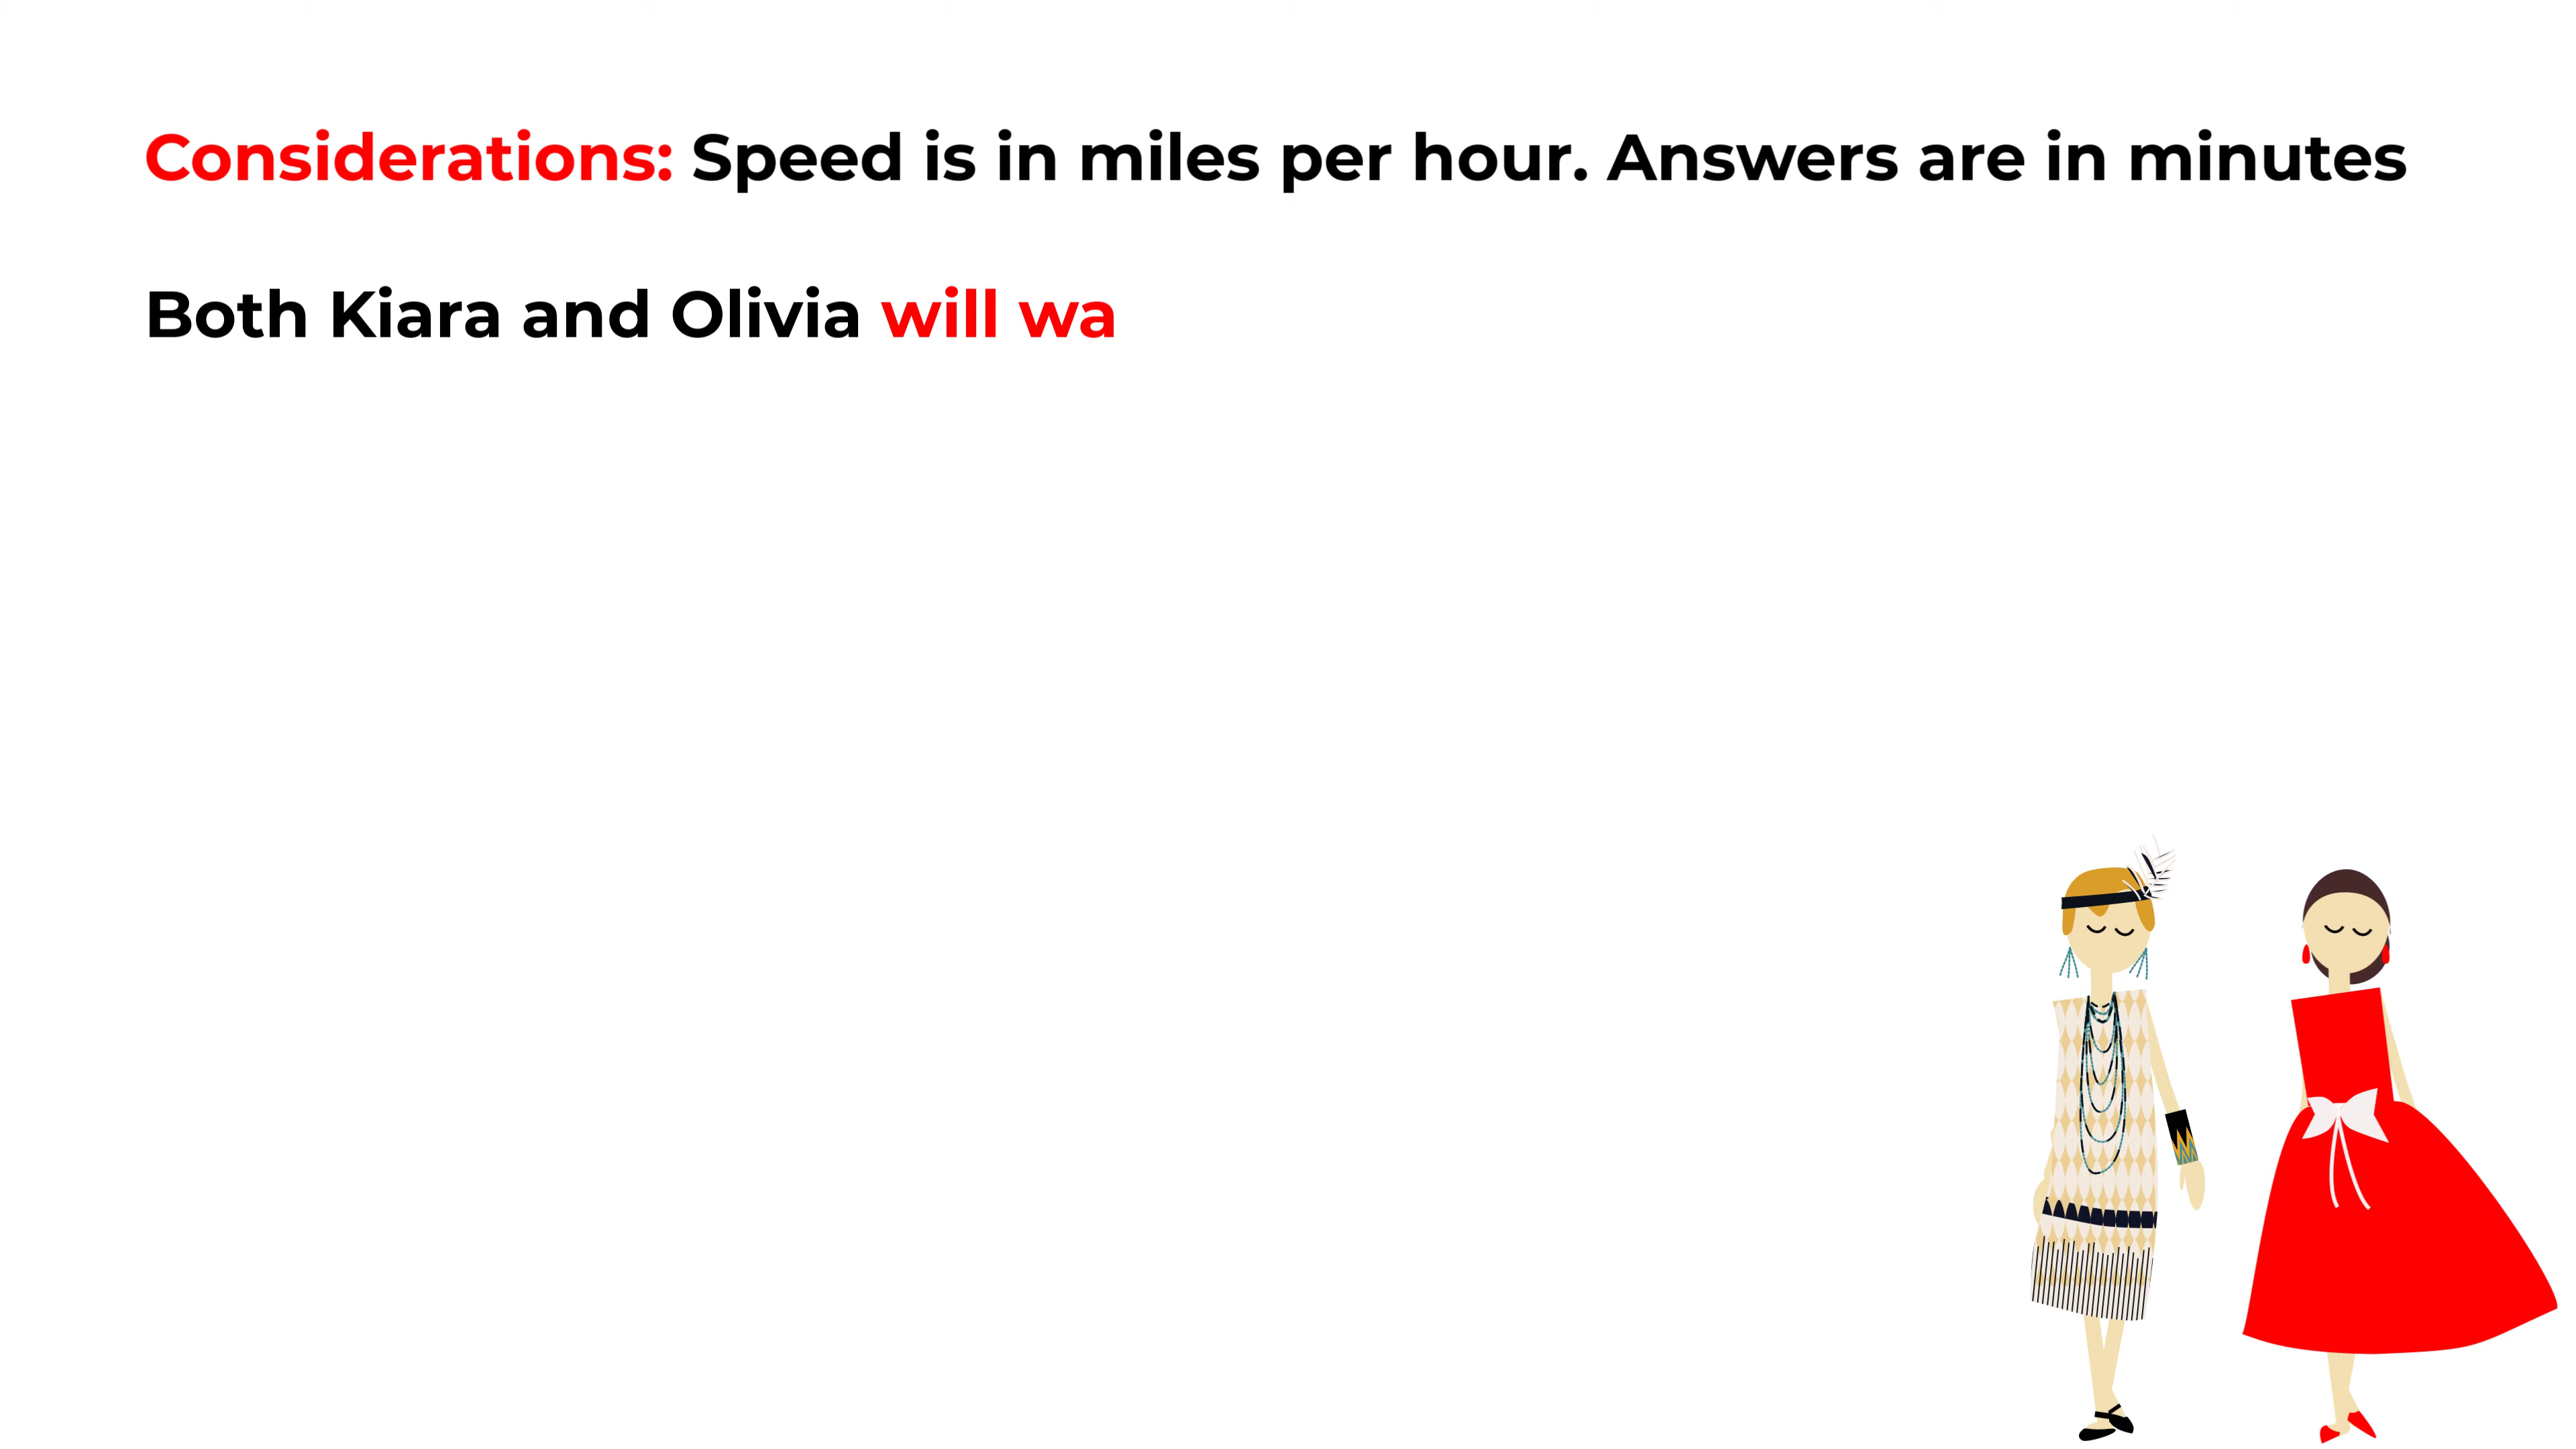 Considerations: Speed is in miles per hour. Answers are in minutes
Both Kiara and Olivia will wa